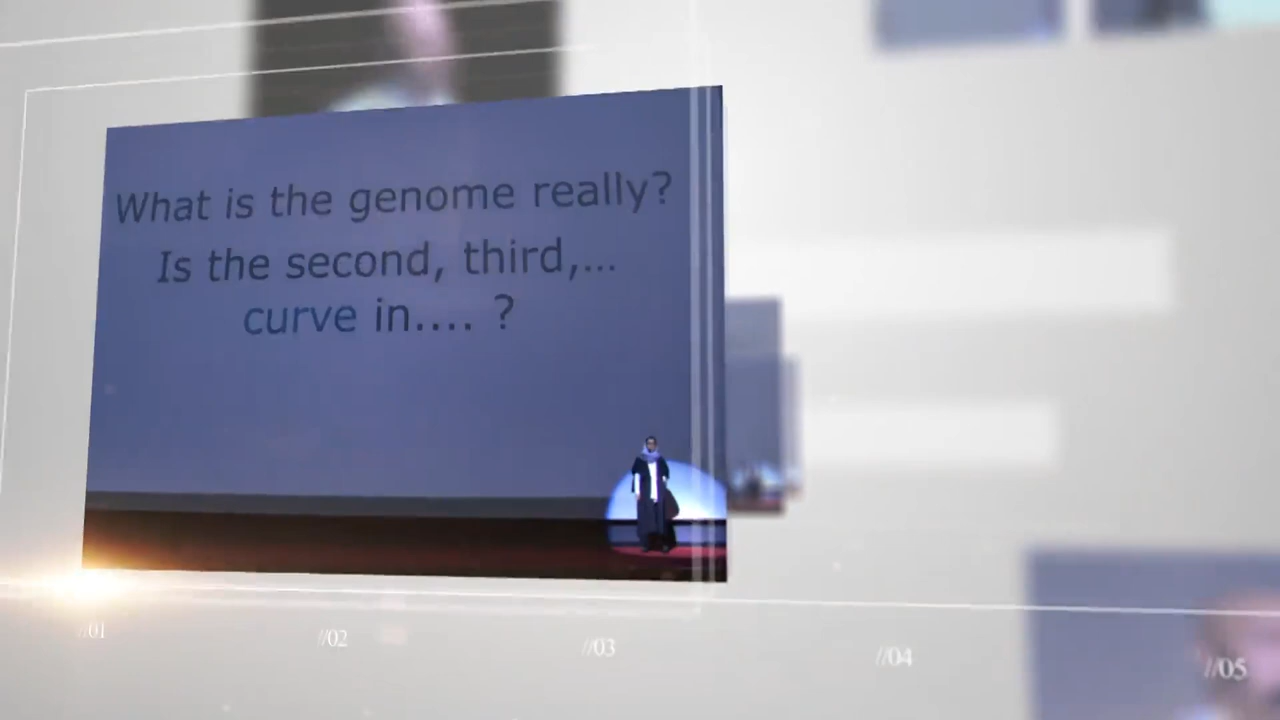 What is the genome really?
Is the second, third,...
curve in.... ?
//01
//02
//03
//04
//05